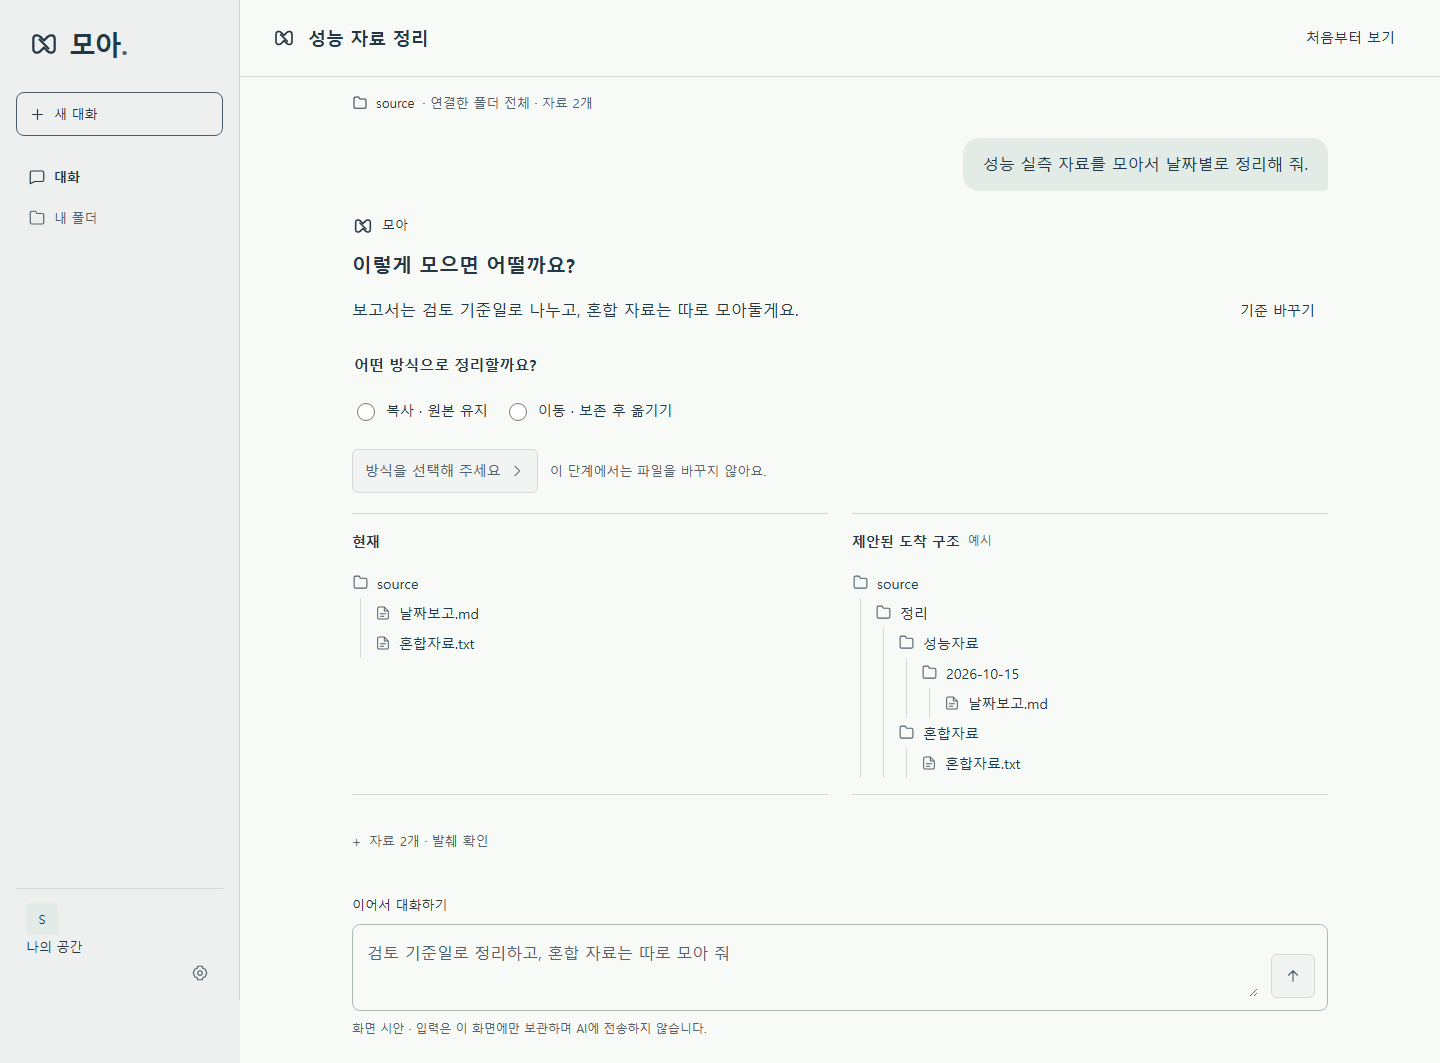 모아.
새 대화
대화
내 폴더
S
나의 공간
성능 자료 정리
처음부터 보기
source · 연결한 폴더 전체 · 자료 2개
성능 실측 자료를 모아서 날짜별로 정리해 줘.
모아
이렇게 모으면 어떨까요?
보고서는 검토 기준일로 나누고, 혼합 자료는 따로 모아둘게요.
기준 바꾸기
어떤 방식으로 정리할까요?
복사 · 원본 유지
이동 · 보존 후 옮기기
방식을 선택해 주세요
이 단계에서는 파일을 바꾸지 않아요.
현재
source
날짜보고.md
혼합자료.txt
제안된 도착 구조 예시
source
정리
성능자료
2026-10-15
날짜보고.md
혼합자료
혼합자료.txt
+ 자료 2개 · 발췌 확인
이어서 대화하기
검토 기준일로 정리하고, 혼합 자료는 따로 모아 줘
화면 시안 · 입력은 이 화면에만 보관하며 AI에 전송하지 않습니다.